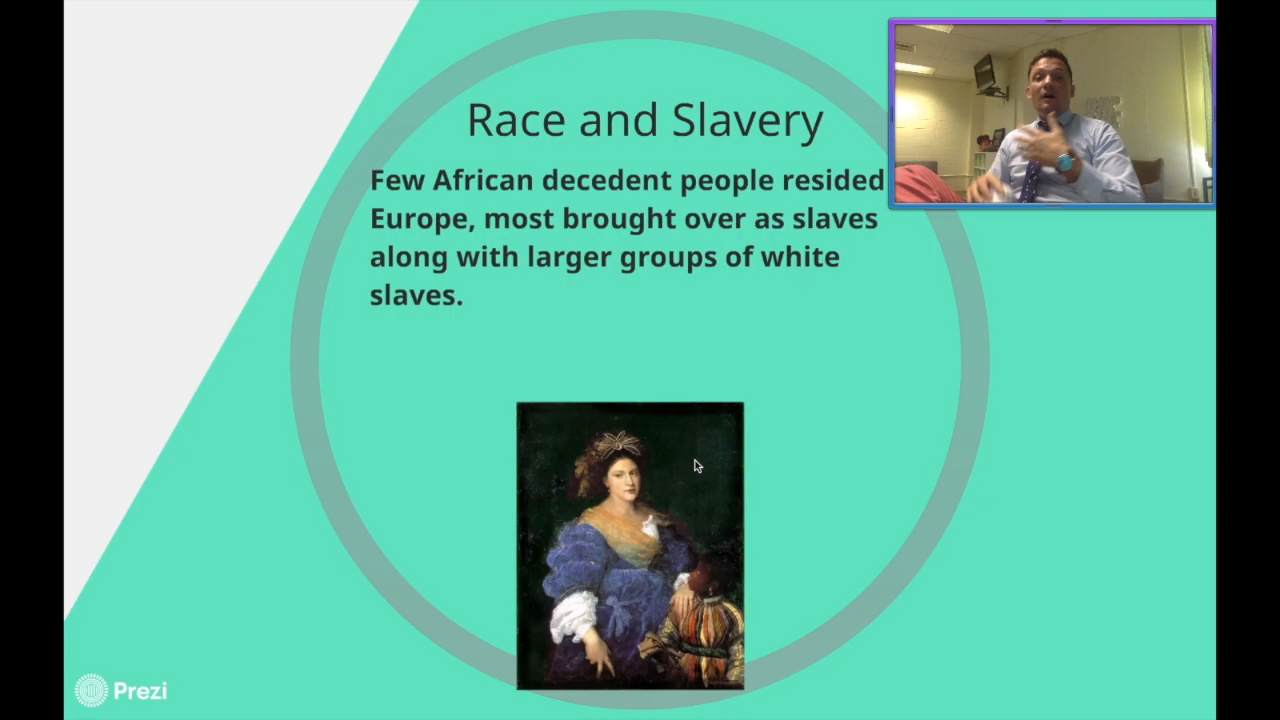 Race and Slavery
Few African decedent people resided
Europe, most brought over as slaves
along with larger groups of white
slaves.
Prezi